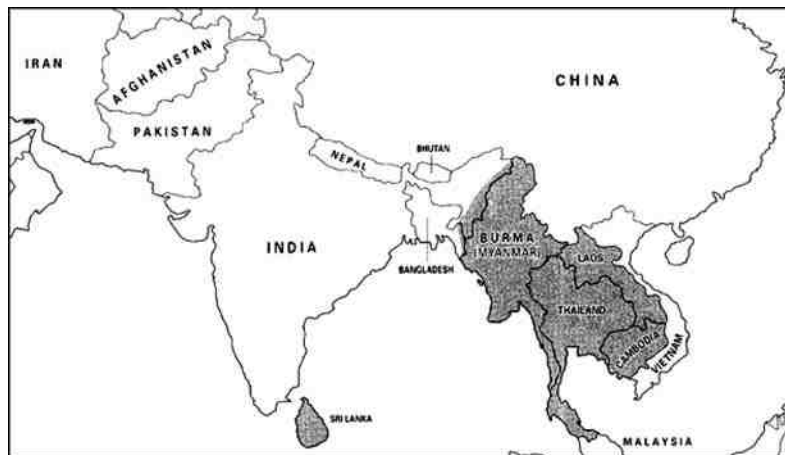 IRAN
AFGHANISTAN
CHINA
PAKISTAN
NEPAL
BHUTAN
INDIA
BANGLADESH
BURMA
(MYANMAR)
LAOS
THAILAND
CAMBODIA
VIETNAM
SRI LANKA
MALAYSIA